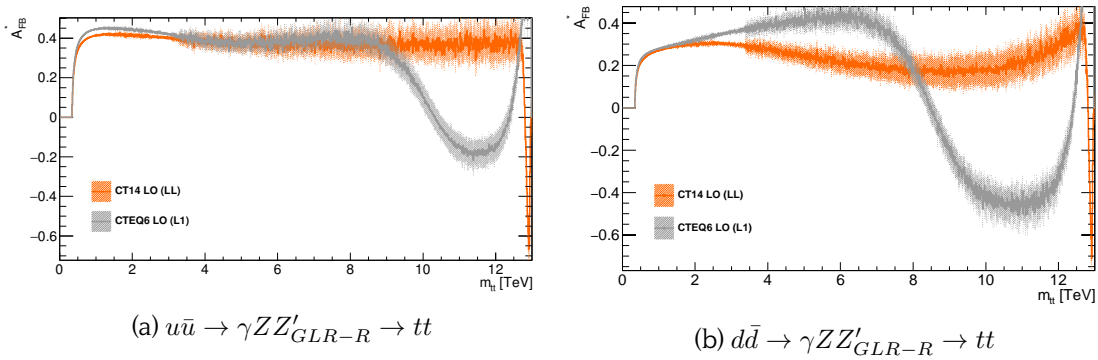 A*FB
0.4
0.2
0
−0.2
−0.4
−0.6
CT14 LO (LL)
CTEQ6 LO (L1)
0 2 4 6 8 10 12
m_tt [TeV]
(a) uū → γZZ′_{GLR−R} → tt
A*FB
0.4
0.2
0
−0.2
−0.4
−0.6
CT14 LO (LL)
CTEQ6 LO (L1)
0 2 4 6 8 10 12
m_tt [TeV]
(b) dd̄ → γZZ′_{GLR−R} → tt